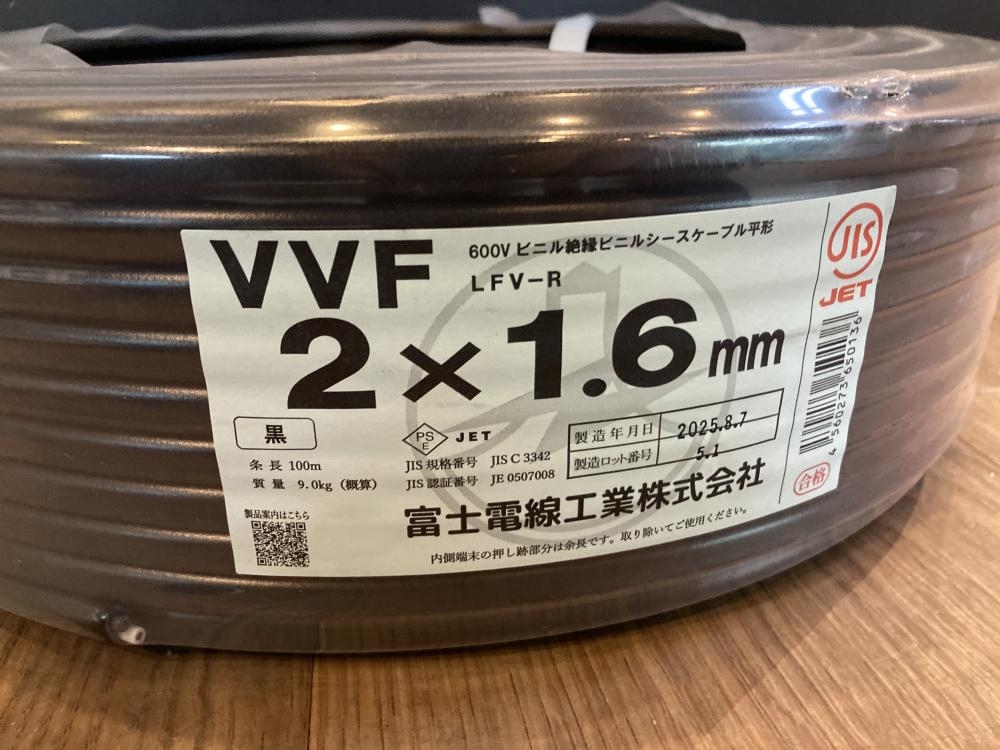 VVF
600V ビニル絶縁ビニルシースケーブル平形
LFV-R
2×1.6mm
黒
条長 100m
質量 9.0kg (概算)
製品案内はこちら
PS
E
JET
JIS 規格番号 JIS C 3342
JIS 認証番号 JE 0507008
製造年月日 2025.8.7
製造ロット番号 5.1
富士電線工業株式会社
内側端末の押し跡部分は余長です。取り除いてご使用ください。
JIS
JET
4560273650136
合格